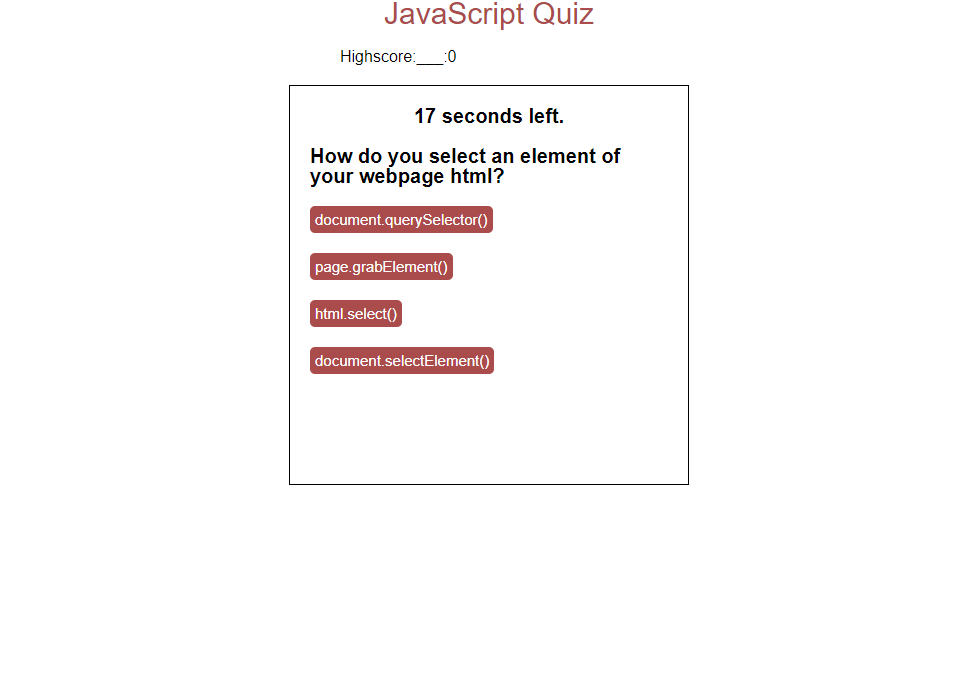 JavaScript Quiz
Highscore:___:0
17 seconds left.
How do you select an element of
your webpage html?
document.querySelector()
page.grabElement()
html.select()
document.selectElement()